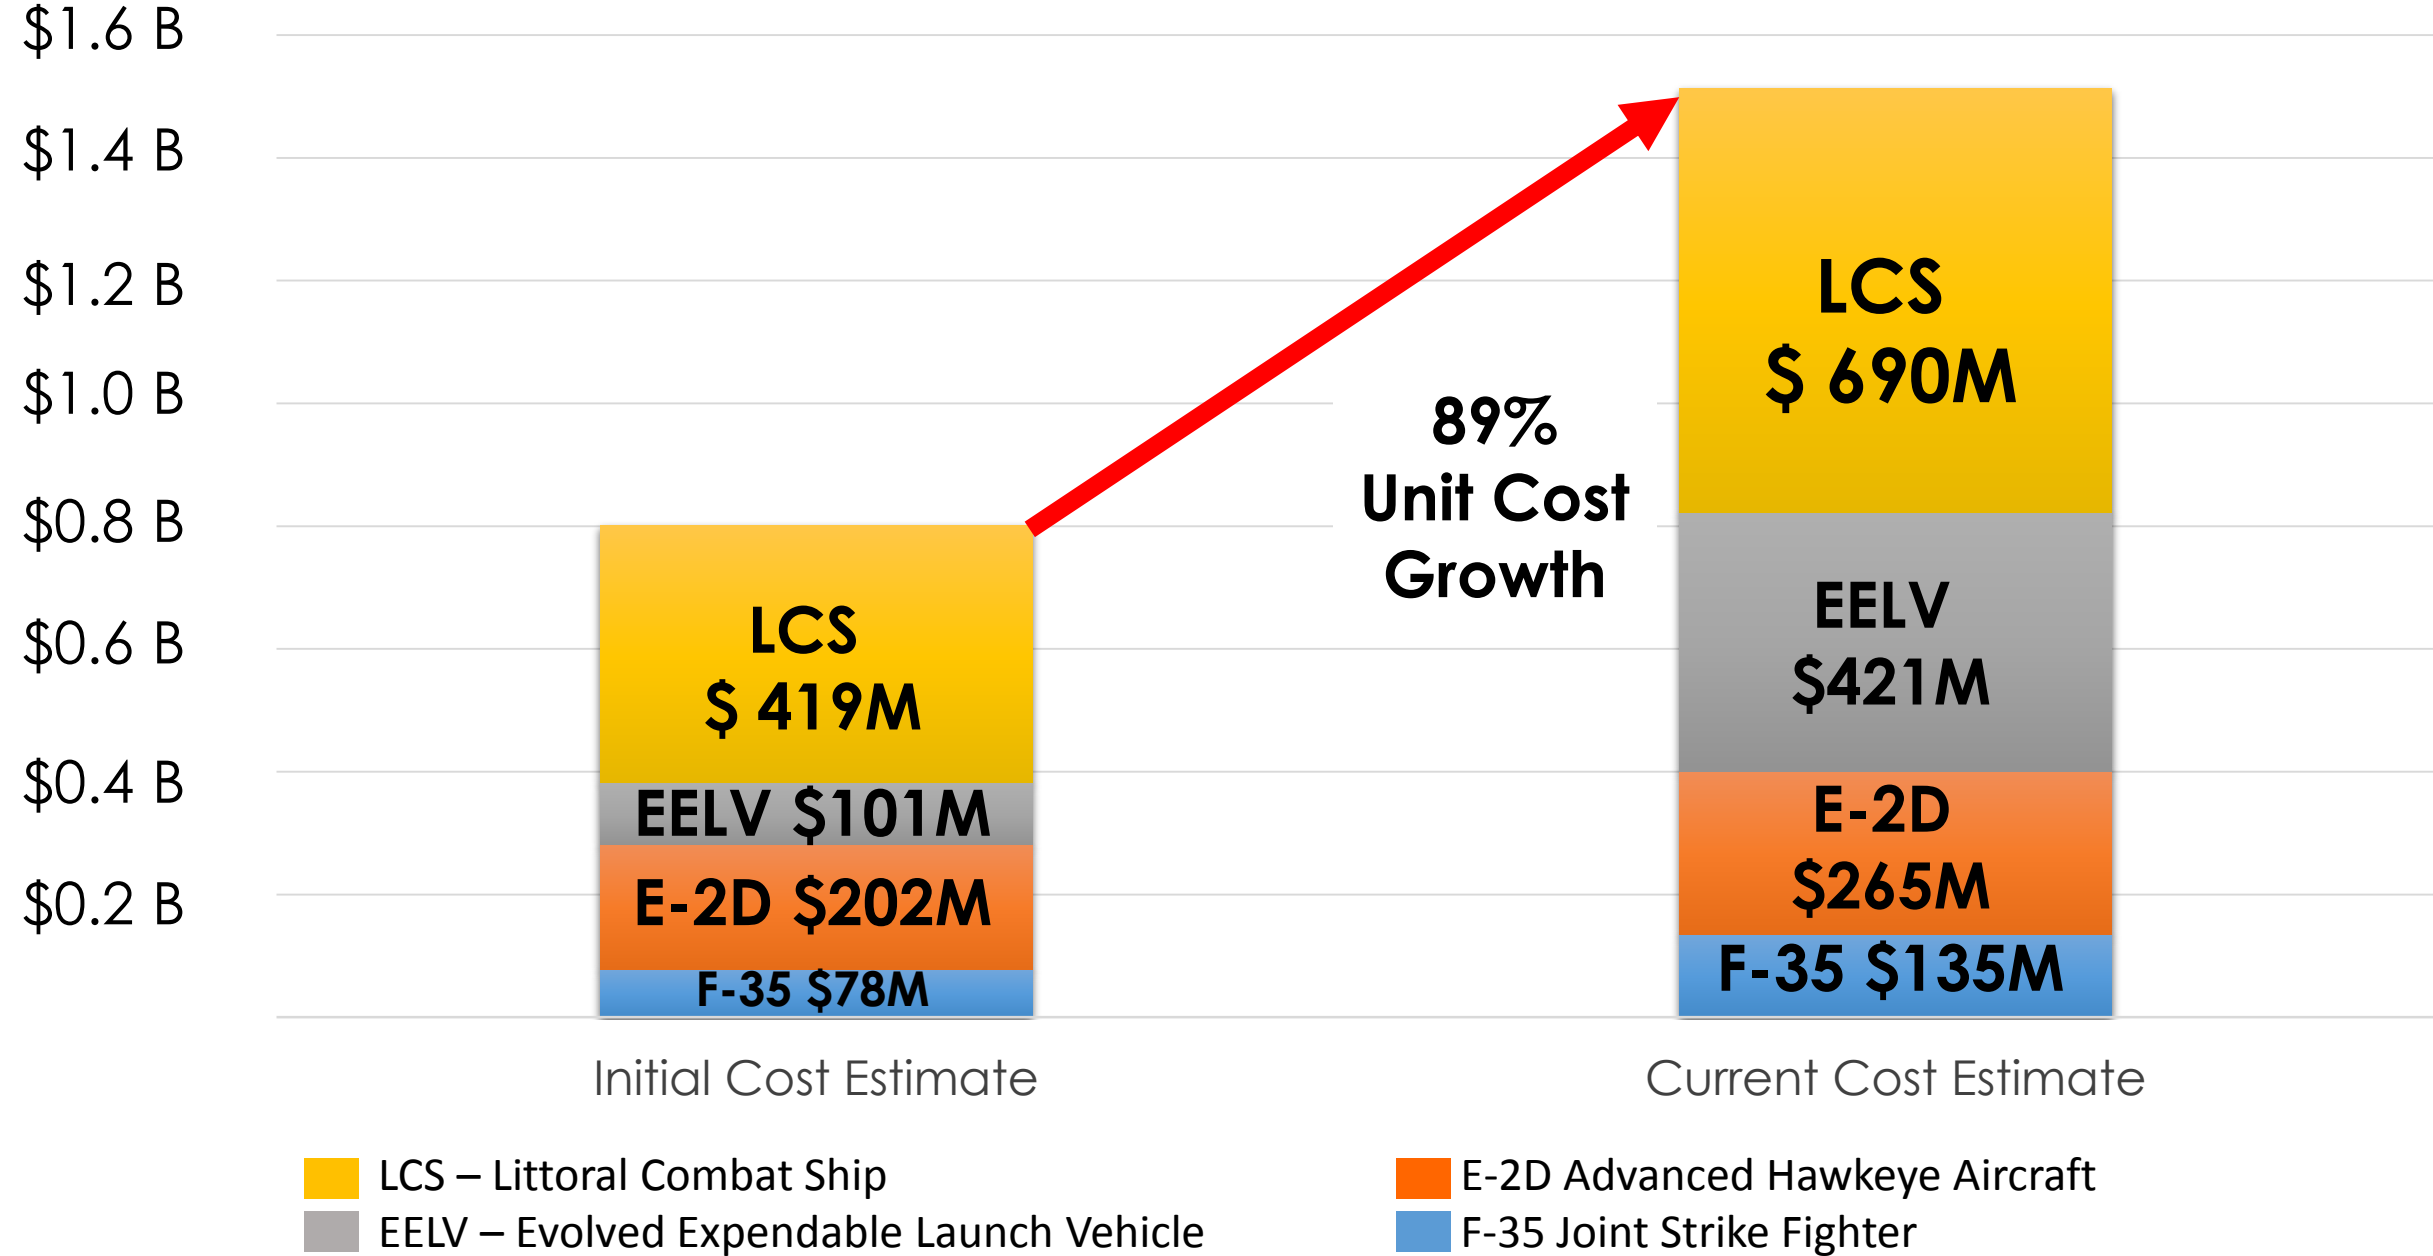 $1.6 B
$1.4 B
$1.2 B
$1.0 B
$0.8 B
$0.6 B
$0.4 B
$0.2 B
LCS
$ 419M
EELV $101M
E-2D $202M
F-35 $78M
89%
Unit Cost
Growth
LCS
$ 690M
EELV
$421M
E-2D
$265M
F-35 $135M
Initial Cost Estimate
Current Cost Estimate
LCS – Littoral Combat Ship
EELV – Evolved Expendable Launch Vehicle
E-2D Advanced Hawkeye Aircraft
F-35 Joint Strike Fighter